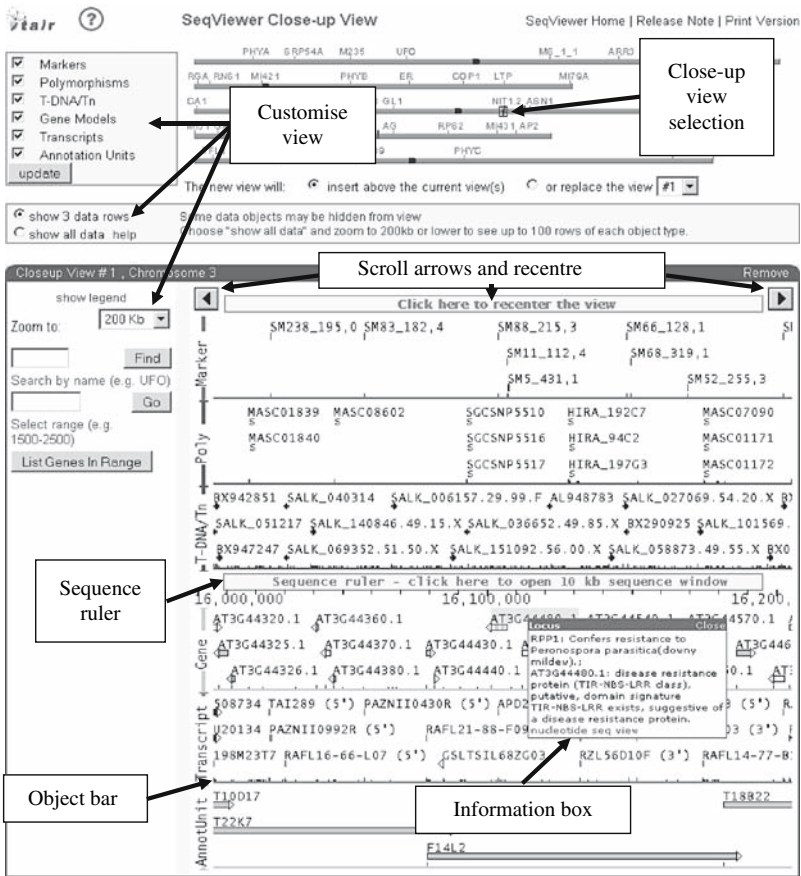 tair ?
SeqViewer Close-up View
SeqViewer Home | Release Note | Print Version
Markers
Polymorphisms
T-DNA/Tn
Gene Models
Transcripts
Annotation Units
update
PHYA SRP54A M235 UFO ARR3
RGA RNS1 MI421 PHYB ER COP1 LTP MI79A
CA1 GL1 NIT1.2 ASN1
AG RPS2 MI431 AP2
PHYC
Customise view
Close-up view selection
The new view will: insert above the current view(s) or replace the view #1
show 3 data rows
show all data help
Some data objects may be hidden from view
Choose "show all data" and zoom to 200kb or lower to see up to 100 rows of each object type.
Closeup View #1 , Chromosome 3
Remove
Scroll arrows and recentre
show legend
Zoom to: 200 Kb
Find
Search by name (e.g. UFO)
Go
Select range (e.g. 1500-2500)
List Genes In Range
Click here to recenter the view
Marker
SM238_195,0 SM83_182,4 SM88_215,3 SM66_128,1
SM11_112,4 SM68_319,1
SM5_431,1 SM52_255,3
Poly
MASC01839 MASC08602 SGCSNP5510 HIRA_192C7 MASC07090
S S S S
MASC01840 SGCSNP5516 HIRA_94C2 MASC01171
S S S S
SGCSNP5517 HIRA_197G3 MASC01172
S S S
T-DNA/Tn
BX942851 SALK_040314 SALK_006157.29.99.F AL948783 SALK_027069.54.20.X
SALK_051217 SALK_140846.49.15.X SALK_036652.49.85.X BX290925 SALK_101569.
BX947247 SALK_069352.51.50.X SALK_151092.56.00.X SALK_058873.49.55.X BX0
Sequence ruler
Sequence ruler - click here to open 10 kb sequence window
16,000,000 16,100,000 16,200,
Gene
AT3G44320.1 AT3G44360.1 AT3G44480.1
AT3G44325.1 AT3G44370.1 AT3G44430.1
AT3G44326.1 AT3G44380.1 AT3G44440.1
Locus Close
RPP1: Confers resistance to
Peronospora parasitica(downy
mildew).;
AT3G44480.1: disease resistance
protein (TIR-NBS-LRR class),
putative, domain signature
TIR-NBS-LRR exists, suggestive of
a disease resistance protein.
nucleotide seq view
Transcript
TAI289 (5') PAZNII0430R (5')
U20134 PAZNII0992R (5')
198M23T7 RAFL16-66-L07 (5') GSLTSIL68ZG03 RZL56D10F (3')
Object bar
Information box
AnnotUnit
T10D17 T18B22
T22K7
F14L2